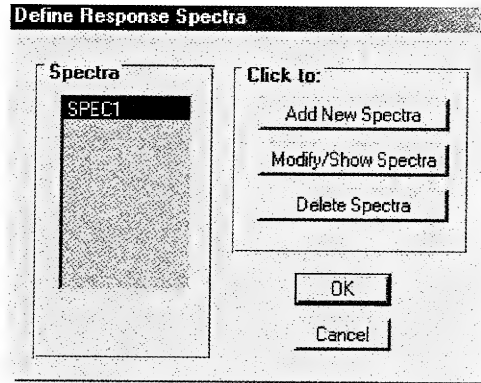 Define Response Spectra
Spectra
SPEC1
Click to:
Add New Spectra
Modify/Show Spectra
Delete Spectra
OK
Cancel